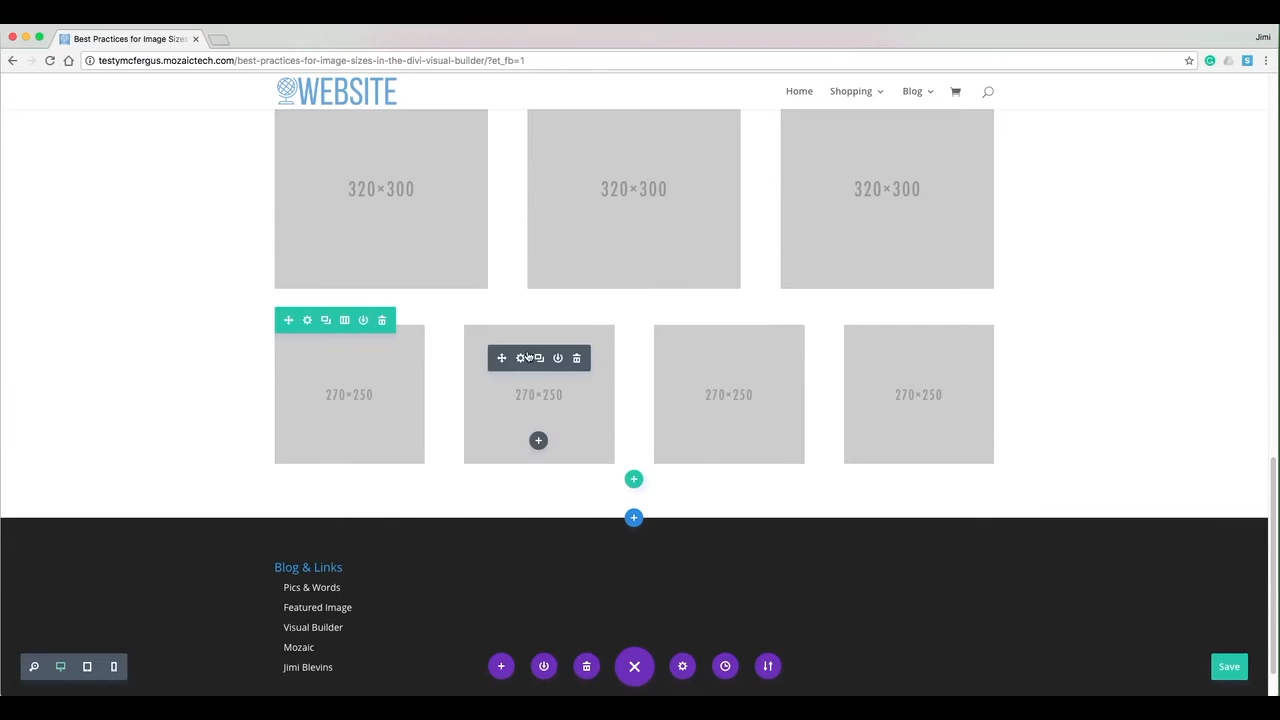 Best Practices for Image Sizes
Jimi
testymcfergus.mozaictech.com/best-practices-for-image-sizes-in-the-divi-visual-builder/?et_fb=1
WEBSITE
Home Shopping Blog
320×300 320×300 320×300
270×250 270×250 270×250 270×250
Blog & Links
Pics & Words
Featured Image
Visual Builder
Mozaic
Jimi Blevins
Save